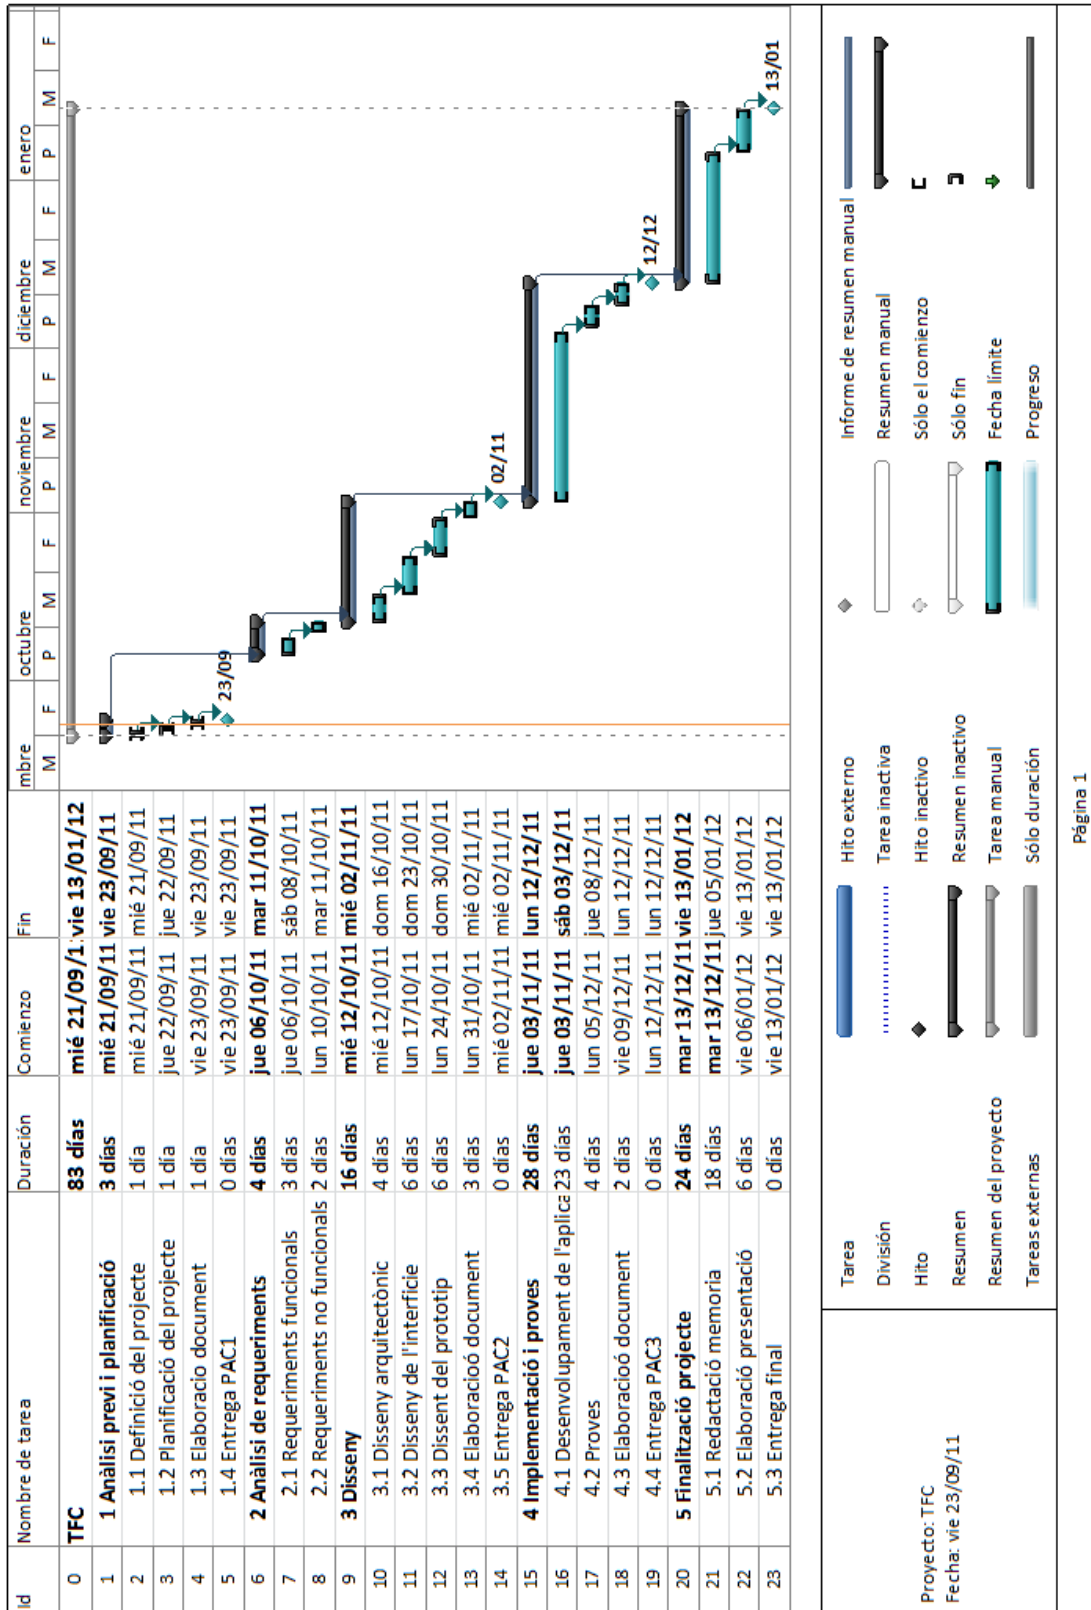 Id Nombre de tarea Duración Comienzo Fin
mbre octubre noviembre diciembre enero
M F P M F P M F P M F P M F
0 TFC 83 días mié 21/09/1: vie 13/01/12
1 1 Anàlisi previ i planificació 3 días mié 21/09/11 vie 23/09/11
2 1.1 Definició del projecte 1 día mié 21/09/11 mié 21/09/11
3 1.2 Planificació del projecte 1 día jue 22/09/11 jue 22/09/11
4 1.3 Elaboracio document 1 día vie 23/09/11 vie 23/09/11
5 1.4 Entrega PAC1 0 días vie 23/09/11 vie 23/09/11 23/09
6 2 Anàlisi de requeriments 4 días jue 06/10/11 mar 11/10/11
7 2.1 Requeriments funcionals 3 días jue 06/10/11 sáb 08/10/11
8 2.2 Requeriments no funcionals 2 días lun 10/10/11 mar 11/10/11
9 3 Disseny 16 días mié 12/10/11 mié 02/11/11
10 3.1 Disseny arquitectònic 4 días mié 12/10/11 dom 16/10/11
11 3.2 Disseny de l'interficie 6 días lun 17/10/11 dom 23/10/11
12 3.3 Dissent del prototip 6 días lun 24/10/11 dom 30/10/11
13 3.4 Elaboracioó document 3 días lun 31/10/11 mié 02/11/11
14 3.5 Entrega PAC2 0 días mié 02/11/11 mié 02/11/11 02/11
15 4 Implementació i proves 28 días jue 03/11/11 lun 12/12/11
16 4.1 Desenvolupament de l'aplica 23 días jue 03/11/11 sáb 03/12/11
17 4.2 Proves 4 días lun 05/12/11 jue 08/12/11
18 4.3 Elaboracioó document 2 días vie 09/12/11 lun 12/12/11
19 4.4 Entrega PAC3 0 días lun 12/12/11 lun 12/12/11 12/12
20 5 Finalització projecte 24 días mar 13/12/11 vie 13/01/12
21 5.1 Redactació memoria 18 días mar 13/12/11 jue 05/01/12
22 5.2 Elaboració presentació 6 días vie 06/01/12 vie 13/01/12
23 5.3 Entrega final 0 días vie 13/01/12 vie 13/01/12 13/01
Proyecto: TFC
Fecha: vie 23/09/11
Tarea Hito externo Informe de resumen manual
División Tarea inactiva Resumen manual
Hito Hito inactivo Sólo el comienzo
Resumen Resumen inactivo Sólo fin
Resumen del proyecto Tarea manual Fecha límite
Tareas externas Sólo duración Progreso
Página 1